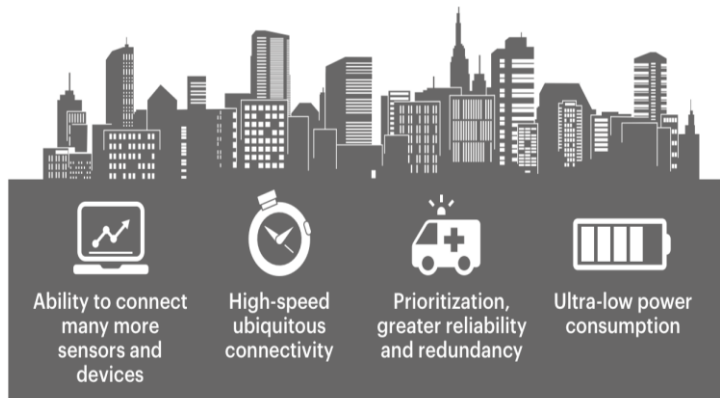 Ability to connect
many more
sensors and
devices
High-speed
ubiquitous
connectivity
Prioritization,
greater reliability
and redundancy
Ultra-low power
consumption